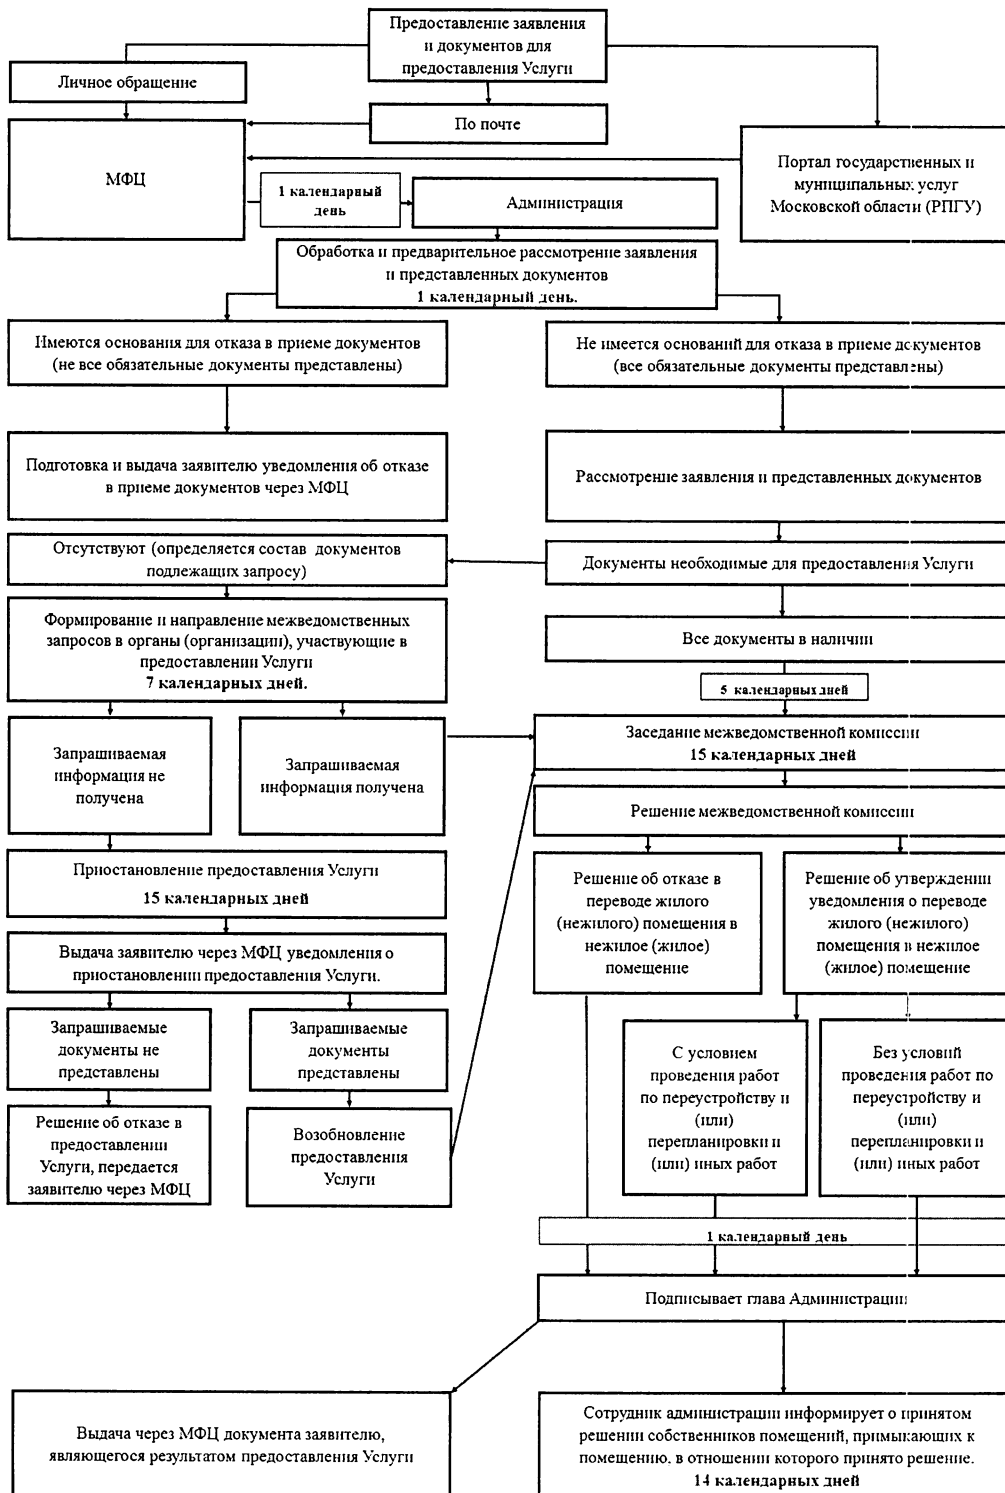 Предоставление заявления
и документов для
предоставления Услуги
Личное обращение
По почте
МФЦ
Портал государственных и
муниципальных услуг
Московской области (РПГУ)
1 календарный
день
Администрация
Обработка и предварительное рассмотрение заявления
и представленных документов
1 календарный день.
Имеются основания для отказа в приеме документов
(не все обязательные документы представлены)
Не имеется оснований для отказа в приеме документов
(все обязательные документы представлены)
Подготовка и выдача заявителю уведомления об отказе
в приеме документов через МФЦ
Рассмотрение заявления и представленных документов
Отсутствуют (определяется состав документов
подлежащих запросу)
Документы необходимые для предоставления Услуги
Формирование и направление межведомственных
запросов в органы (организации), участвующие в
предоставлении Услуги
7 календарных дней.
Все документы в наличии
5 календарных дней
Запрашиваемая
информация не
получена
Запрашиваемая
информация получена
Заседание межведомственной комиссии
15 календарных дней
Решение межведомственной комиссии
Приостановление предоставления Услуги
15 календарных дней
Решение об отказе в
переводе жилого
(нежилого) помещения в
нежилое (жилое)
помещение
Решение об утверждении
уведомления о переводе
жилого (нежилого)
помещения в нежилое
(жилое) помещение
Выдача заявителю через МФЦ уведомления о
приостановлении предоставления Услуги.
Запрашиваемые
документы не
представлены
Запрашиваемые
документы
представлены
С условием
проведения работ
по переустройству и
(или)
перепланировки и
(или) иных работ
Без условий
проведения работ по
переустройству и
(или)
перепланировки и
(или) иных работ
Решение об отказе в
предоставлении
Услуги, передается
заявителю через МФЦ
Возобновление
предоставления
Услуги
1 календарный день
Подписывает глава Администрации
Выдача через МФЦ документа заявителю,
являющегося результатом предоставления Услуги
Сотрудник администрации информирует о принятом
решении собственников помещений, примыкающих к
помещению. в отношении которого принято решение.
14 календарных дней